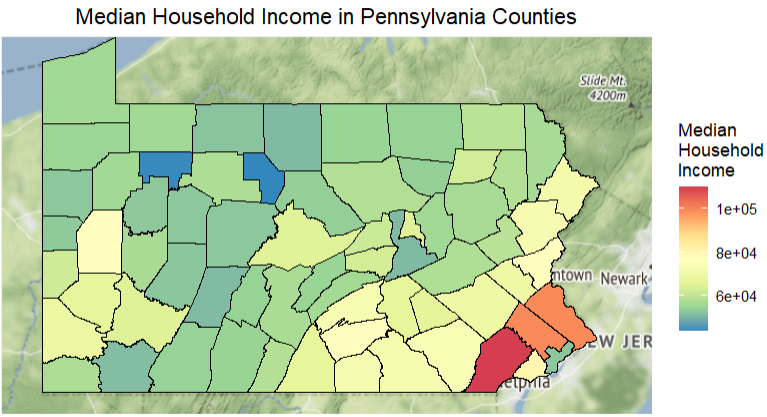 Median Household Income in Pennsylvania Counties
Slide Mt.
4200m
Median
Household
Income
1e+05
8e+04
6e+04
ntown
Newark
EW JER
elphia